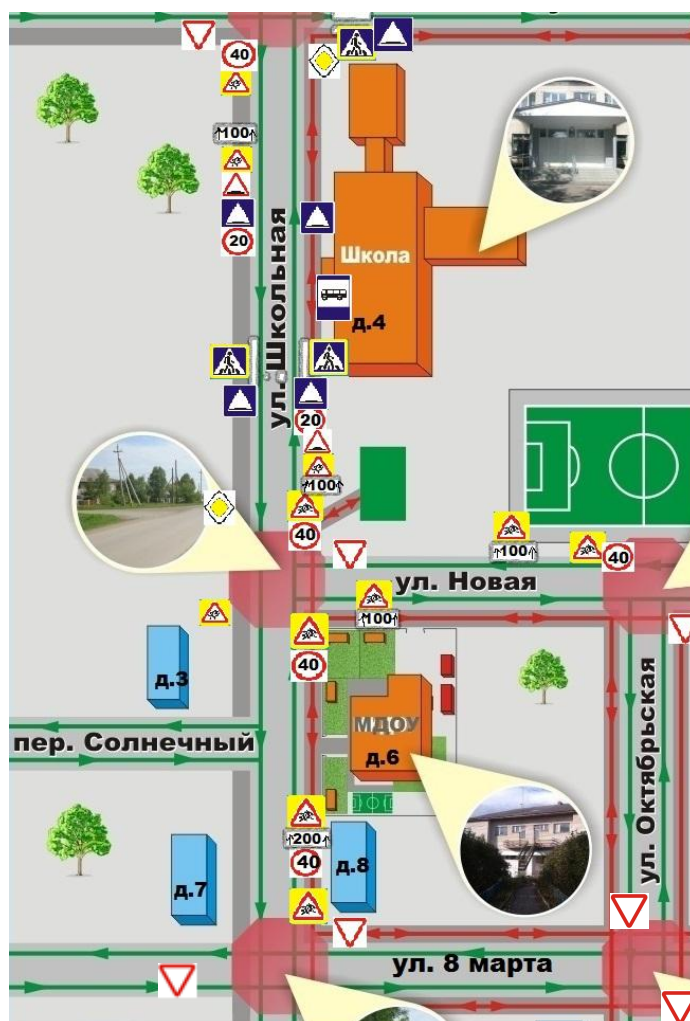 40
100
20
ул. Школьная
Школа
д.4
20
100
40
100
40
ул. Новая
100
40
д.3
МДОУ
д.6
пер. Солнечный
ул. Октябрьская
200
40
д.8
д.7
ул. 8 марта